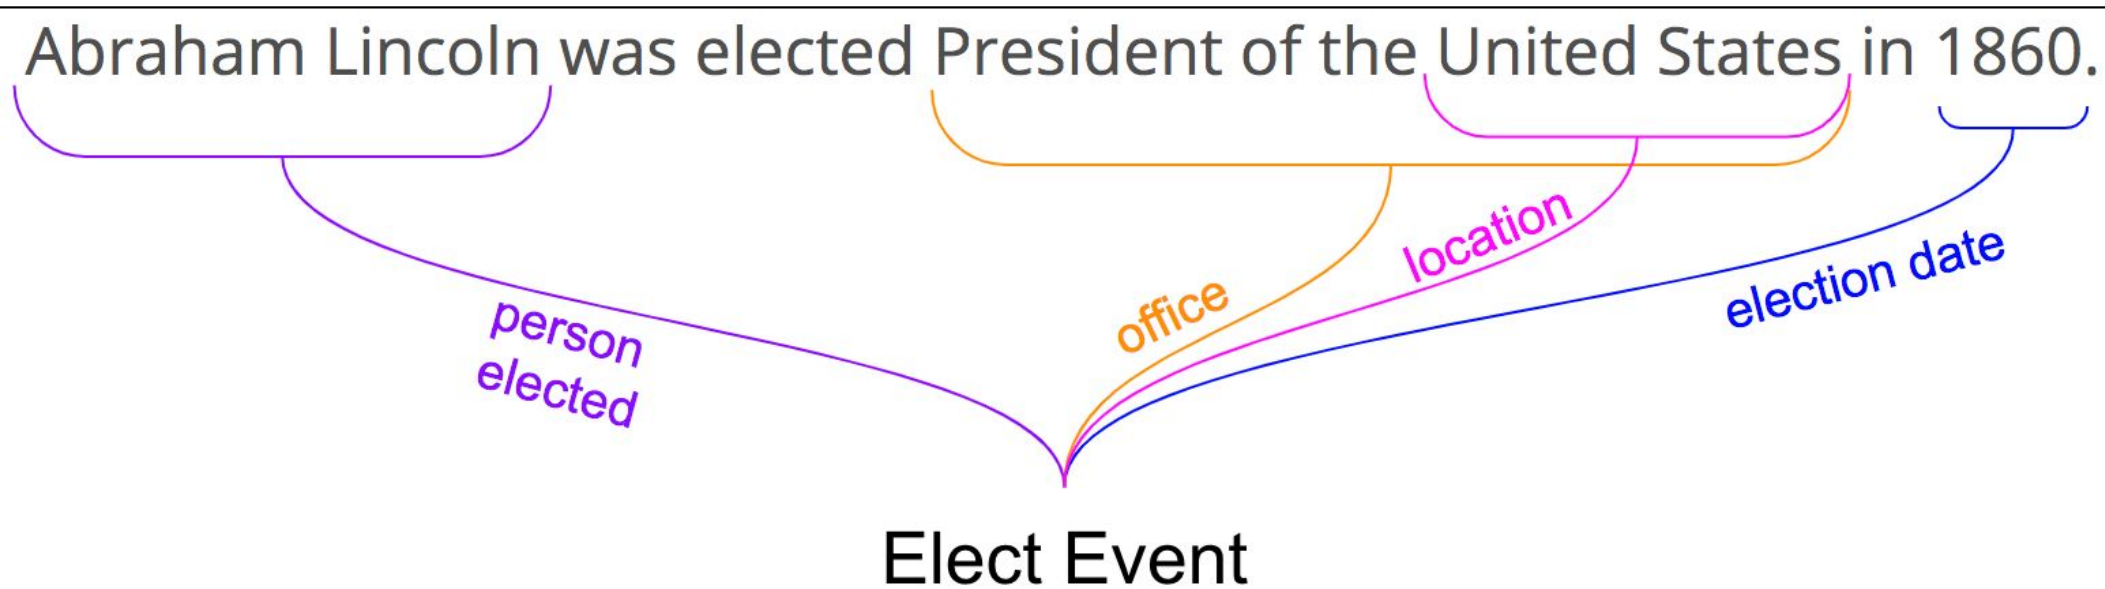 Abraham Lincoln was elected President of the United States in 1860.
person
elected
office
location
election date
Elect Event